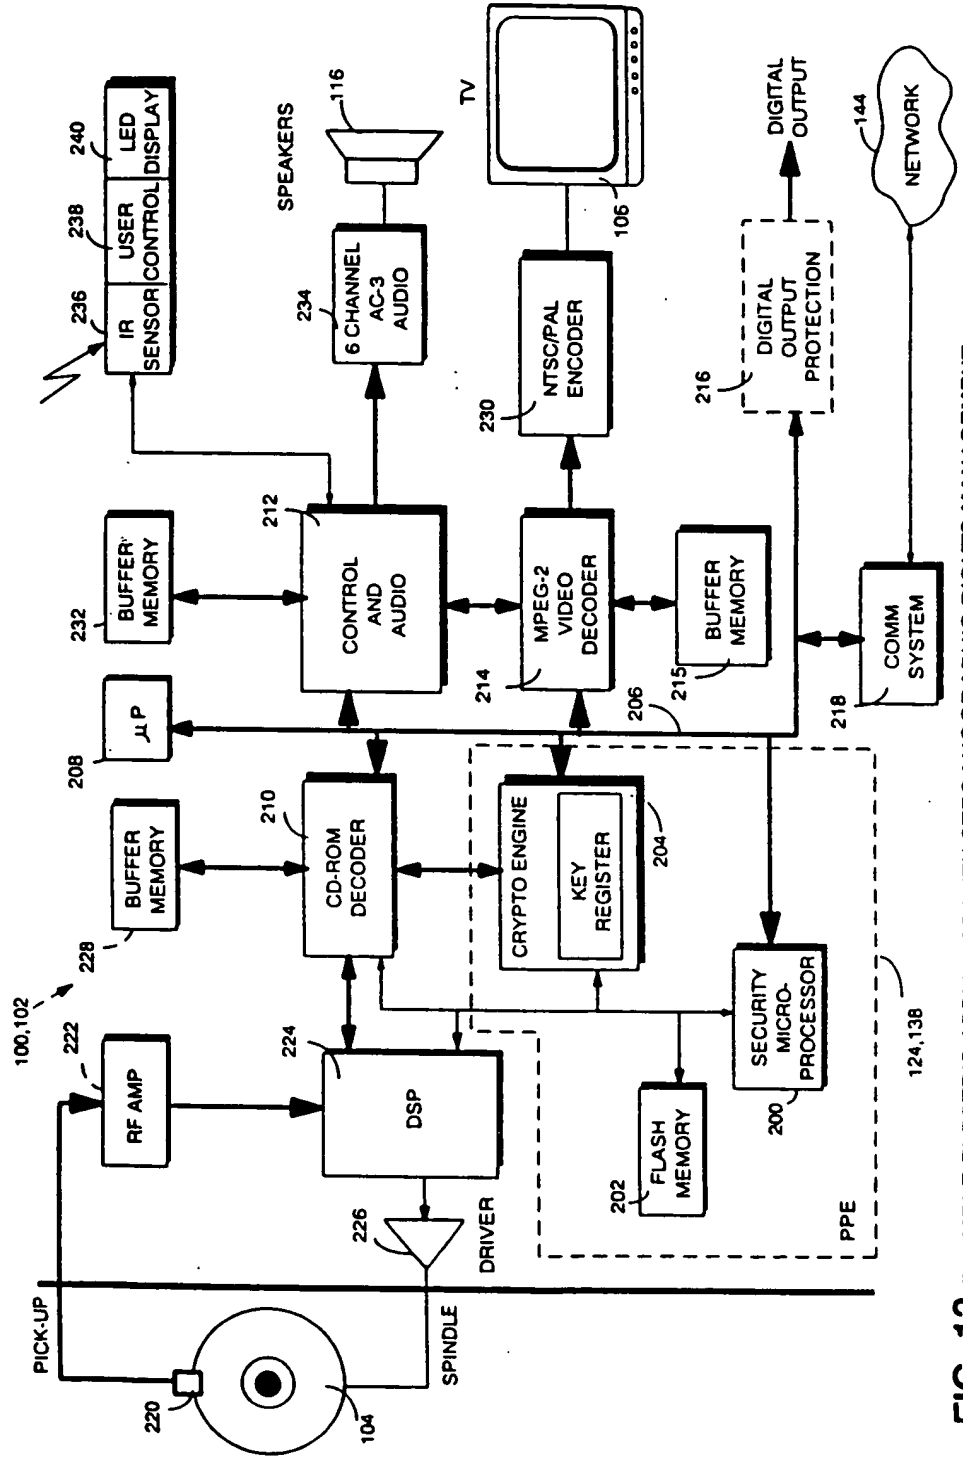 100,102
PICK-UP
220
104
SPINDLE
222
RF AMP
224
DSP
226
DRIVER
228
BUFFER
MEMORY
210
CD-ROM
DECODER
208
μP
232
BUFFER
MEMORY
212
CONTROL
AND
AUDIO
236
IR
SENSOR
238
USER
CONTROL
240
LED
DISPLAY
234
6 CHANNEL
AC-3
AUDIO
SPEAKERS
116
214
MPEG-2
VIDEO
DECODER
230
NTSC/PAL
ENCODER
TV
106
215
BUFFER
MEMORY
206
CRYPTO ENGINE
KEY
REGISTER
204
202
FLASH
MEMORY
SECURITY
MICRO-
PROCESSOR
200
PPE
124,138
216
DIGITAL
OUTPUT
PROTECTION
DIGITAL
OUTPUT
218
COMM
SYSTEM
144
NETWORK